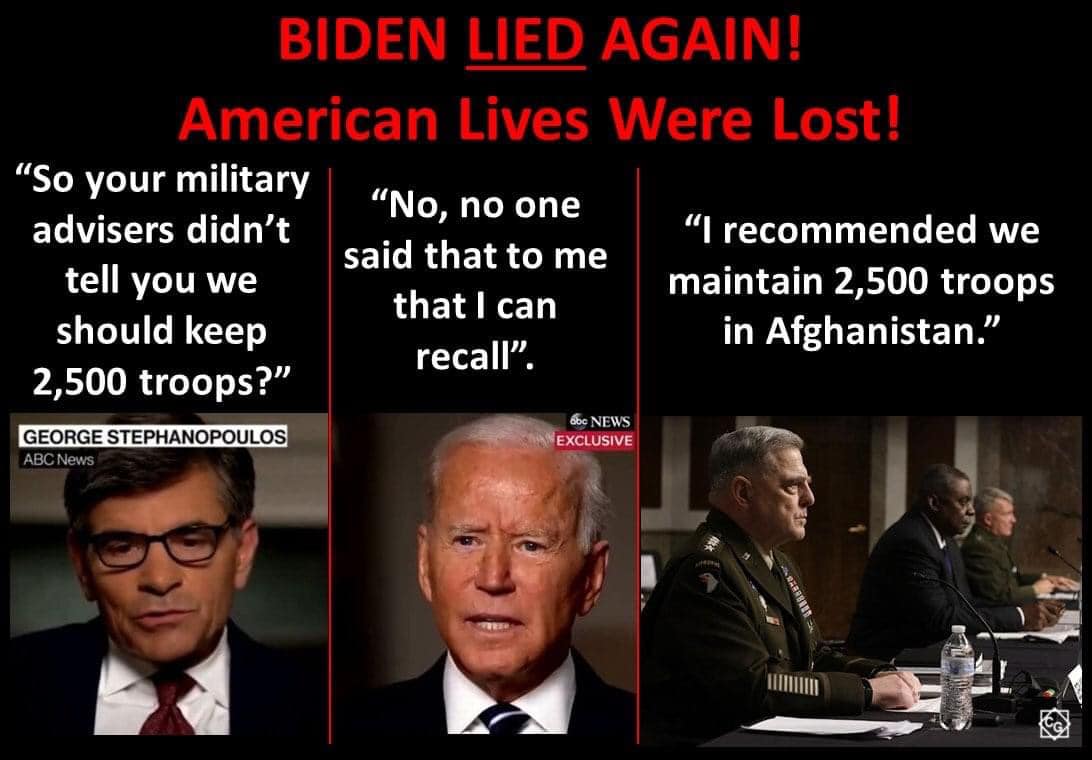 BIDEN LIED AGAIN!
American Lives Were Lost!
“So your military
advisers didn’t
tell you we
should keep
2,500 troops?”
“No, no one
said that to me
that I can
recall”.
“I recommended we
maintain 2,500 troops
in Afghanistan.”
GEORGE STEPHANOPOULOS
ABC News
abc NEWS
EXCLUSIVE
AIRBORNE
CG